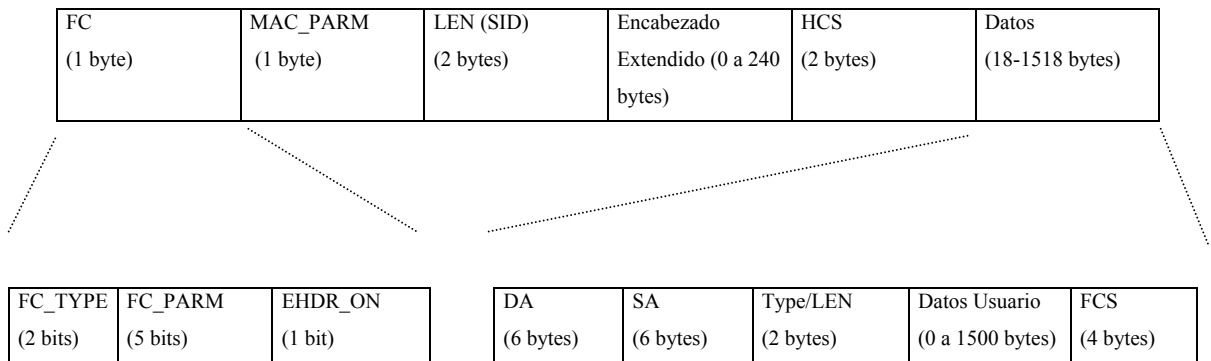 FC
(1 byte)
MAC_PARM
(1 byte)
LEN (SID)
(2 bytes)
Encabezado
Extendido (0 a 240
bytes)
HCS
(2 bytes)
Datos
(18-1518 bytes)
FC_TYPE
(2 bits)
FC_PARM
(5 bits)
EHDR_ON
(1 bit)
DA
(6 bytes)
SA
(6 bytes)
Type/LEN
(2 bytes)
Datos Usuario
(0 a 1500 bytes)
FCS
(4 bytes)